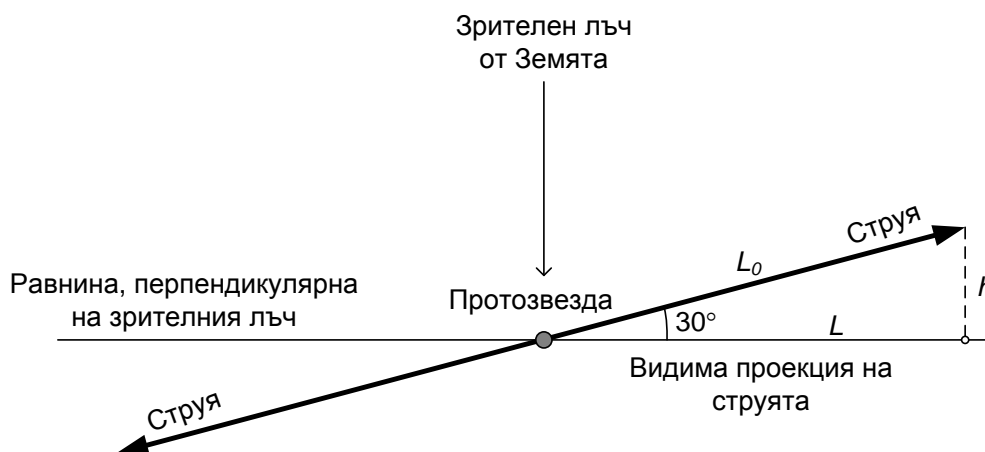 Зрителен лъч
от Земята
Струя
L₀
h
Равнина, перпендикулярна
на зрителния лъч
Протозвезда
30°
L
Видима проекция на
струята
Струя